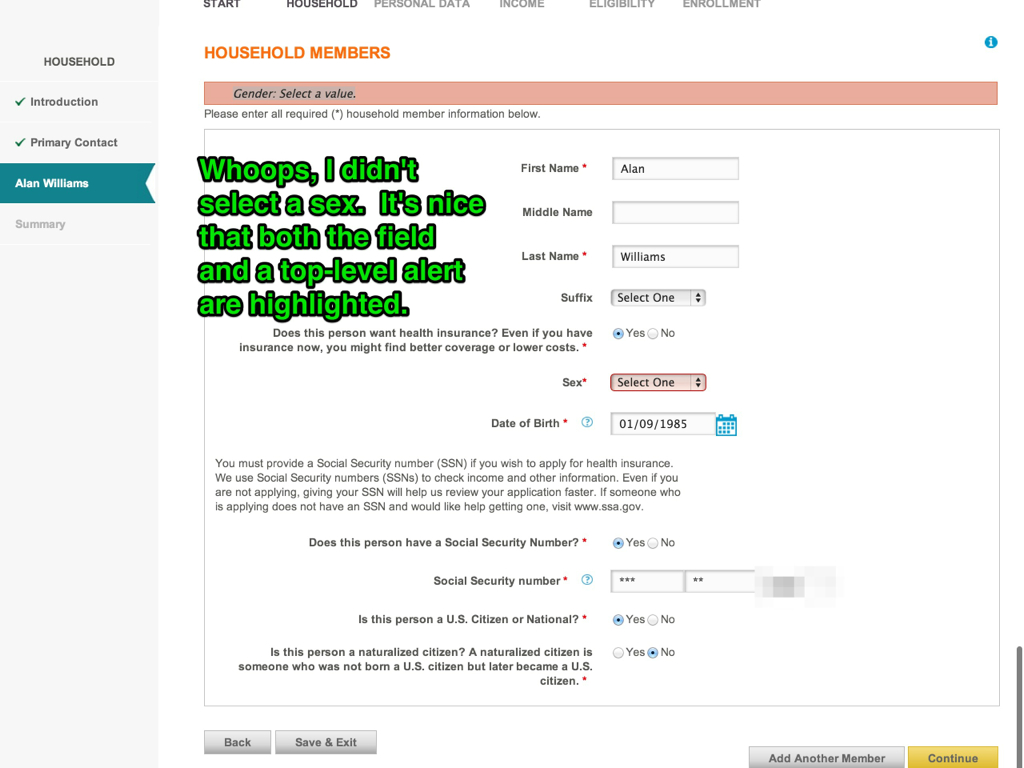 START HOUSEHOLD PERSONAL DATA INCOME ELIGIBILITY ENROLLMENT
HOUSEHOLD
✓ Introduction
✓ Primary Contact
Alan Williams
Summary
HOUSEHOLD MEMBERS
i
Gender: Select a value.
Please enter all required (*) household member information below.
Whoops, I didn't
select a sex. It's nice
that both the field
and a top-level alert
are highlighted.
First Name * Alan
Middle Name
Last Name * Williams
Suffix Select One
Does this person want health insurance? Even if you have
insurance now, you might find better coverage or lower costs. *
Yes No
Sex* Select One
Date of Birth * ? 01/09/1985
You must provide a Social Security number (SSN) if you wish to apply for health insurance.
We use Social Security numbers (SSNs) to check income and other information. Even if you
are not applying, giving your SSN will help us review your application faster. If someone who
is applying does not have an SSN and would like help getting one, visit www.ssa.gov.
Does this person have a Social Security Number? * Yes No
Social Security number * ? *** **
Is this person a U.S. Citizen or National? * Yes No
Is this person a naturalized citizen? A naturalized citizen is
someone who was not born a U.S. citizen but later became a U.S.
citizen. *
Yes No
Back Save & Exit
Add Another Member Continue